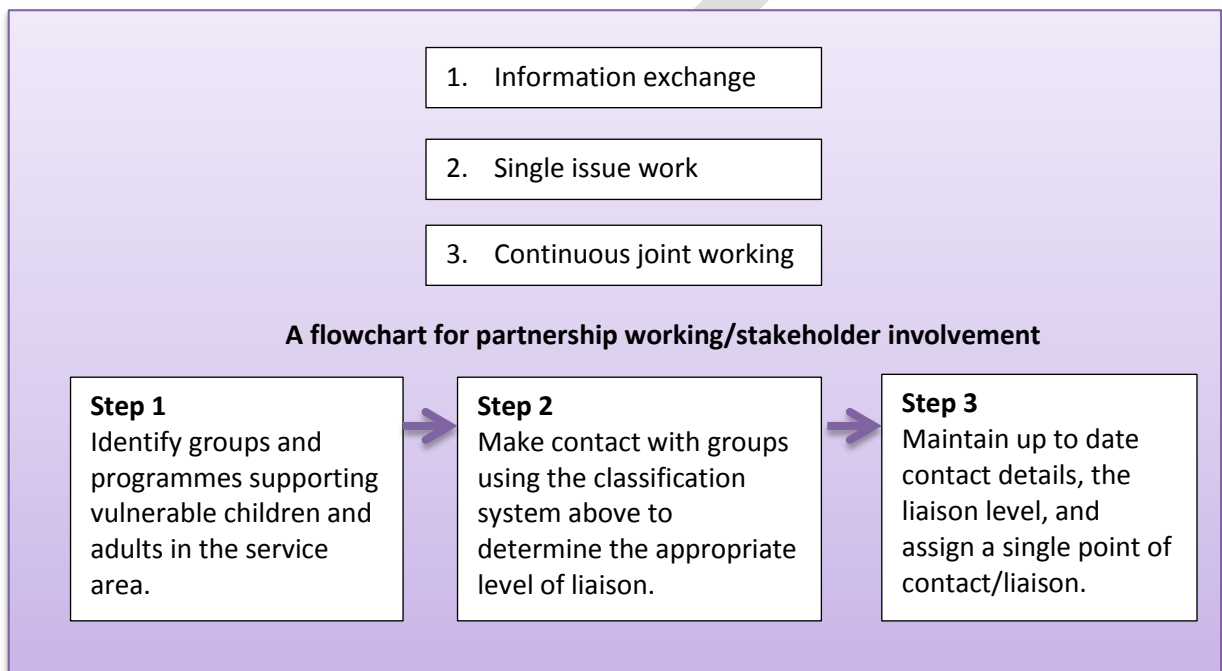 1. Information exchange
2. Single issue work
3. Continuous joint working
A flowchart for partnership working/stakeholder involvement
Step 1
Identify groups and
programmes supporting
vulnerable children and
adults in the service
area.
Step 2
Make contact with groups
using the classification
system above to
determine the appropriate
level of liaison.
Step 3
Maintain up to date
contact details, the
liaison level, and
assign a single point of
contact/liaison.